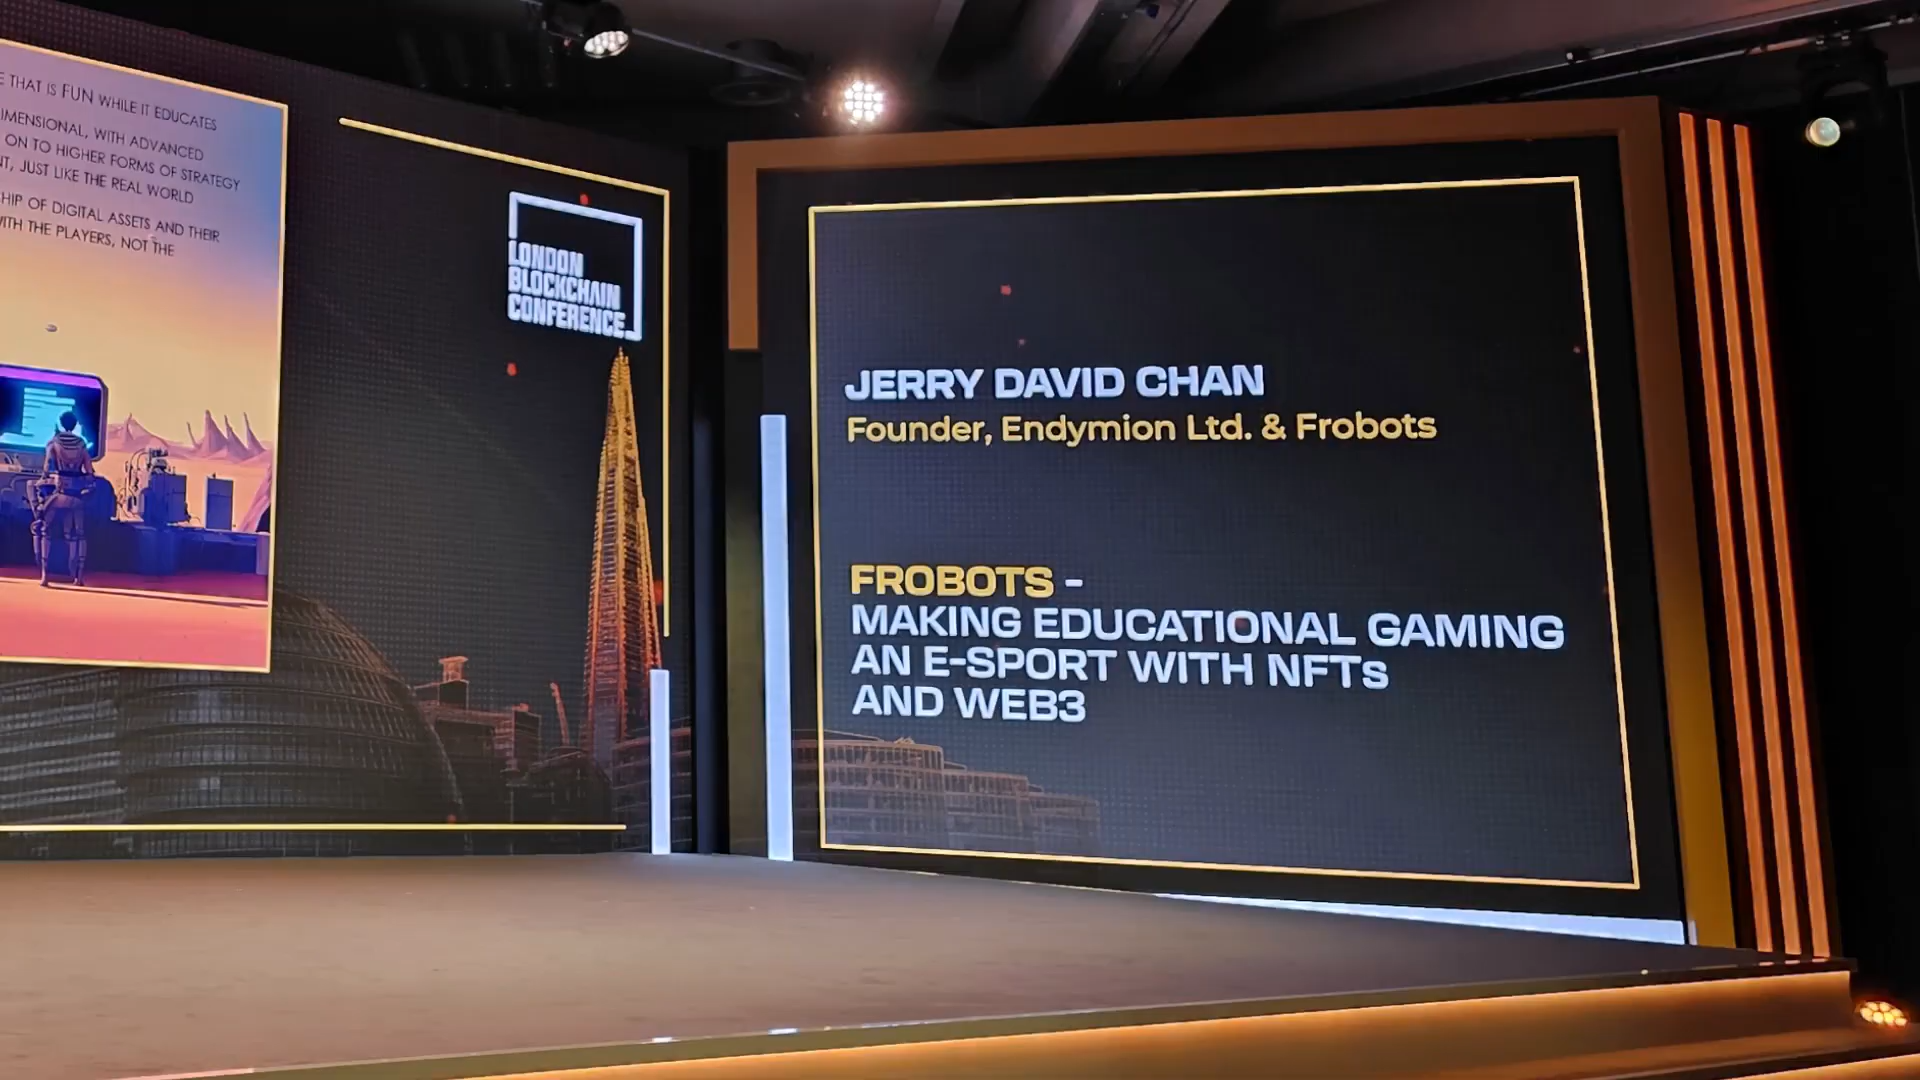 E THAT IS FUN WHILE IT EDUCATES
IMENSIONAL, WITH ADVANCED
ON TO HIGHER FORMS OF STRATEGY
NT, JUST LIKE THE REAL WORLD
HIP OF DIGITAL ASSETS AND THEIR
WITH THE PLAYERS, NOT THE
LONDON
BLOCKCHAIN
CONFERENCE
JERRY DAVID CHAN
Founder, Endymion Ltd. & Frobots
FROBOTS -
MAKING EDUCATIONAL GAMING
AN E-SPORT WITH NFTs
AND WEB3